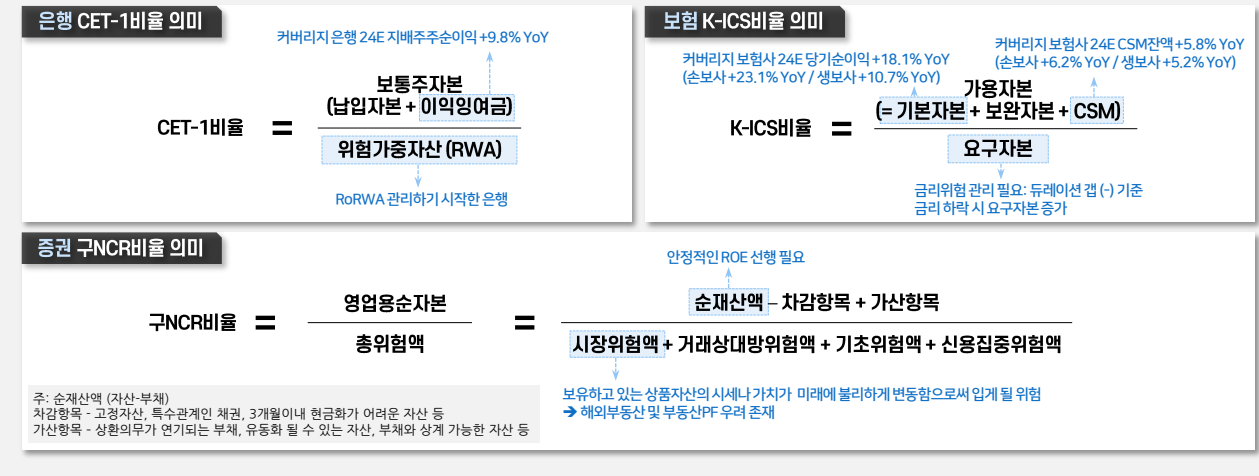 은행 CET-1비율 의미
커버리지 은행 24E 지배주주순이익 +9.8% YoY
보통주자본
(납입자본 + 이익잉여금)
CET-1비율 =
위험가중자산 (RWA)
RoRWA 관리하기 시작한 은행
보험 K-ICS비율 의미
커버리지 보험사 24E 당기순이익 +18.1% YoY
(손보사 +23.1% YoY / 생보사 +10.7% YoY)
커버리지 보험사 24E CSM잔액 +5.8% YoY
(손보사 +6.2% YoY / 생보사 +5.2% YoY)
가용자본
(= 기본자본 + 보완자본 + CSM)
K-ICS비율 =
요구자본
금리위험 관리 필요: 듀레이션 갭 (-) 기준
금리 하락 시 요구자본 증가
증권 구NCR비율 의미
안정적인 ROE 선행 필요
구NCR비율 =
영업용순자본
총위험액
=
순재산액 – 차감항목 + 가산항목
시장위험액 + 거래상대방위험액 + 기초위험액 + 신용집중위험액
보유하고 있는 상품자산의 시세나 가치가 미래에 불리하게 변동함으로써 입게 될 위험
➔ 해외부동산 및 부동산PF 우려 존재
주: 순재산액 (자산-부채)
차감항목 - 고정자산, 특수관계인 채권, 3개월이내 현금화가 어려운 자산 등
가산항목 - 상환의무가 연기되는 부채, 유동화 될 수 있는 자산, 부채와 상계 가능한 자산 등